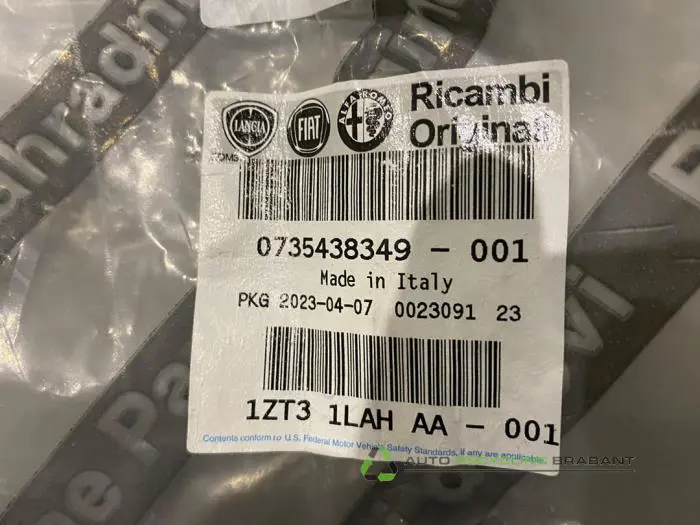 LANCIA
FIAT
ALFA ROMEO
Ricambi
Originali
0735438349 - 001
Made in Italy
PKG 2023-04-07 0023091 23
1ZT3 1LAH AA - 001
Contents conform to U.S. Federal Motor Vehicle Safety Standards, if any are applicable.
AUTO RECYCLING BRABANT